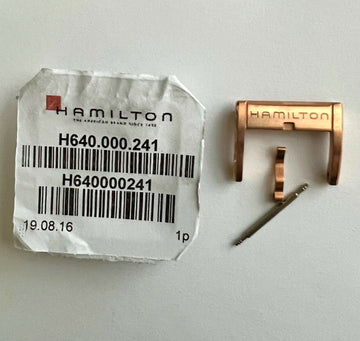 HAMILTON
THE AMERICAN BRAND SINCE 1892
H640.000.241
H640000241
19.08.16 1p
HAMILTON